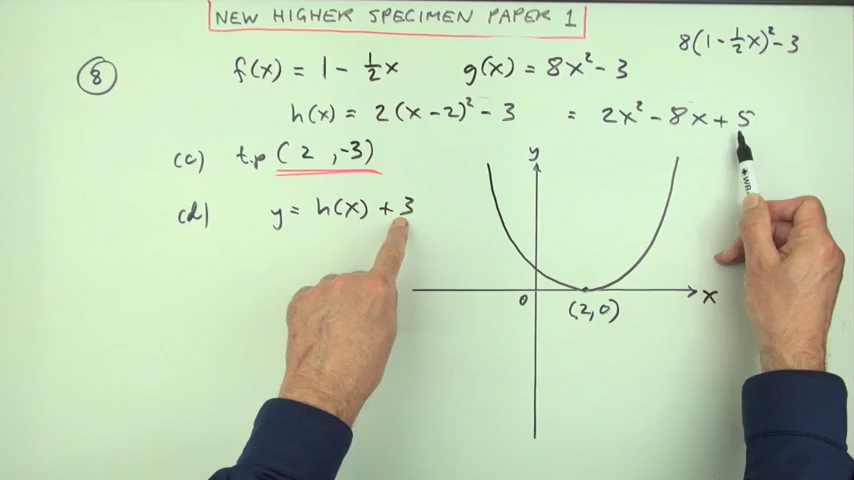 NEW HIGHER SPECIMEN PAPER 1
8(1 - ½x)² - 3
⑧ f(x) = 1 - ½x g(x) = 8x² - 3
h(x) = 2(x - 2)² - 3 = 2x² - 8x + 5
(c) t.p (2, -3)
(d) y = h(x) + 3
y
0 (2, 0) x
WB